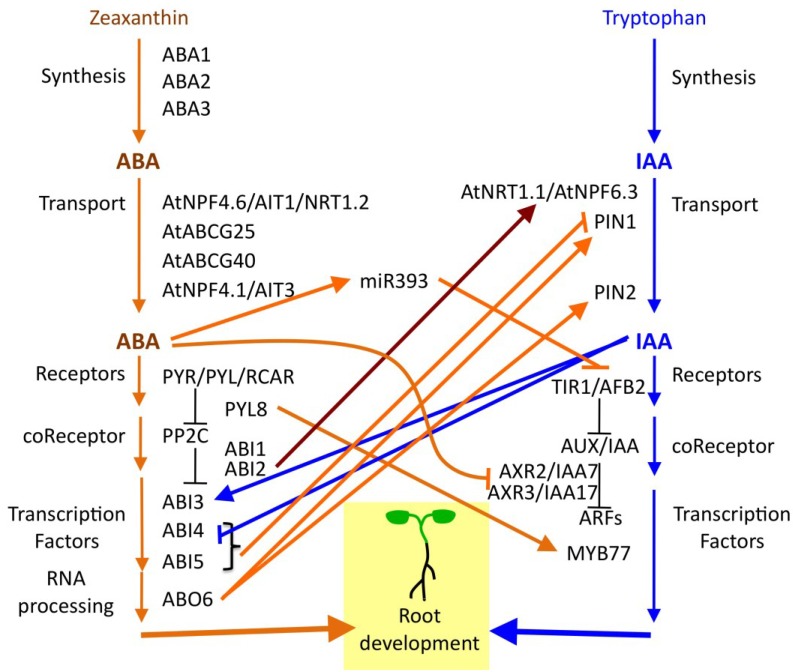 Zeaxanthin
Tryptophan
Synthesis
ABA1
ABA2
ABA3
Synthesis
ABA
IAA
Transport
AtNPF4.6/AIT1/NRT1.2
AtABCG25
AtABCG40
AtNPF4.1/AIT3
AtNRT1.1/AtNPF6.3
PIN1
Transport
miR393
PIN2
ABA
IAA
Receptors
PYR/PYL/RCAR
PYL8
TIR1/AFB2
Receptors
coReceptor
PP2C
ABI1
ABI2
AUX/IAA
coReceptor
AXR2/IAA7
AXR3/IAA17
ABI3
Transcription
Factors
ABI4
ABI5
ARFs
MYB77
Transcription
Factors
RNA
processing
ABO6
Root
development